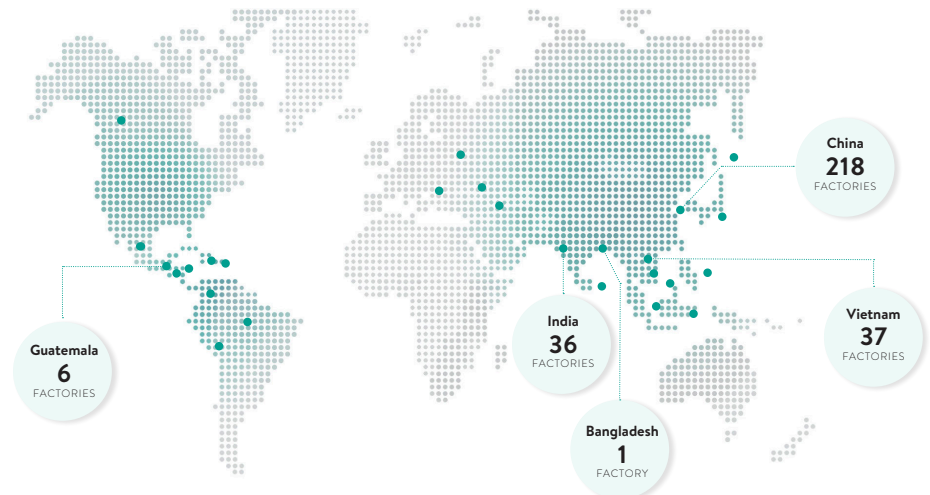 China
218
FACTORIES
Guatemala
6
FACTORIES
India
36
FACTORIES
Vietnam
37
FACTORIES
Bangladesh
1
FACTORY